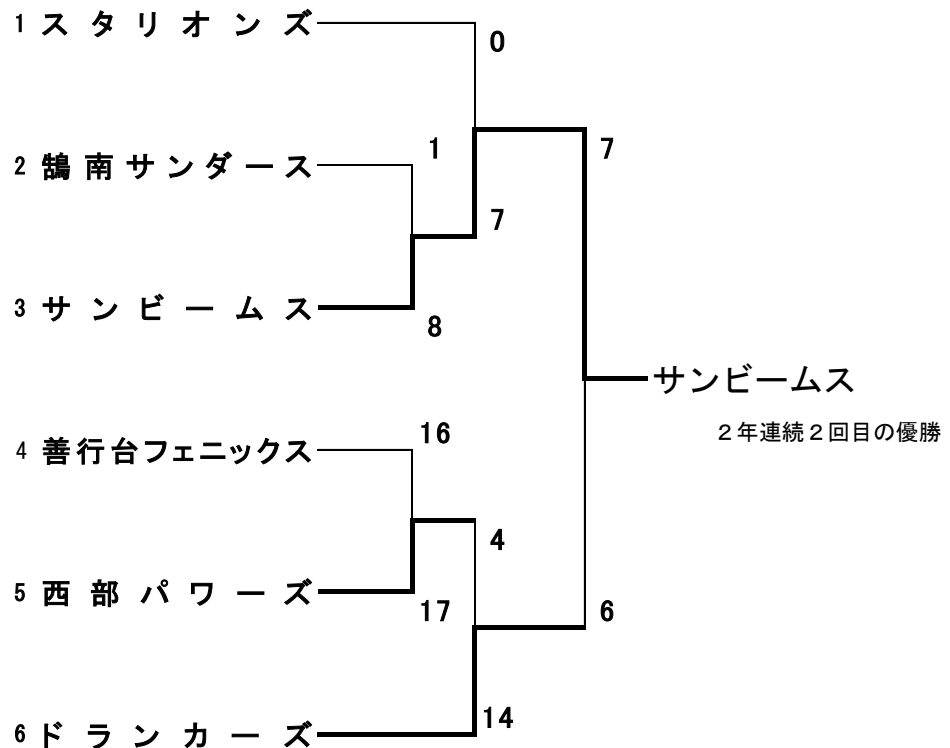 1 スタリオンズ
0
1
7
2 鵠南サンダース
7
3 サンビームス
8
サンビームス
２年連続２回目の優勝
16
4 善行台フェニックス
4
5 西部パワーズ
17
6
14
6 ドランカーズ